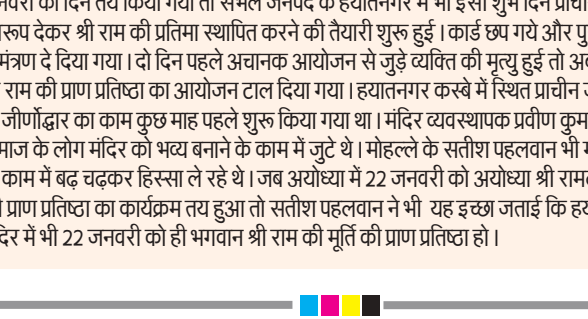 नवरी का दिन तय किया गया तो संभल जनपद के हयातनगर में भी इसी शुभ दिन प्राची
रूप देकर श्री राम की प्रतिमा स्थापित करने की तैयारी शुरू हुई । कार्ड छप गये और पु
मंत्रण दे दिया गया । दो दिन पहले अचानक आयोजन से जुड़े व्यक्ति की मृत्यु हुई तो अ
राम की प्राण प्रतिष्ठा का आयोजन टाल दिया गया । हयातनगर कस्बे में स्थित प्राचीन
जीर्णोद्धार का काम कुछ माह पहले शुरू किया गया था । मंदिर व्यवस्थापक प्रवीण कुम
माज के लोग मंदिर को भव्य बनाने के काम में जुटे थे । मोहल्ले के सतीश पहलवान भी
काम में बढ़ चढ़कर हिस्सा ले रहे थे । जब अयोध्या में 22 जनवरी को अयोध्या श्री राम
प्राण प्रतिष्ठा का कार्यक्रम तय हुआ तो सतीश पहलवान ने भी यह इच्छा जताई कि हय
दिर में भी 22 जनवरी को ही भगवान श्री राम की मूर्ति की प्राण प्रतिष्ठा हो ।